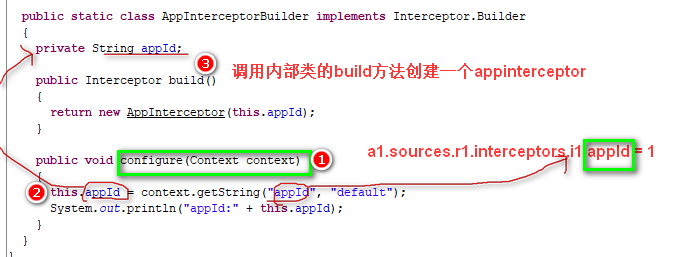 public static class AppInterceptorBuilder implements Interceptor.Builder
{
private String appId;
3 调用内部类的build方法创建一个appinterceptor
public Interceptor build()
{
return new AppInterceptor(this.appId);
}
a1.sources.r1.interceptors.i1.appId = 1
public void configure(Context context) 1
{
2 this.appId = context.getString("appId", "default");
System.out.println("appId:" + this.appId);
}
}
}